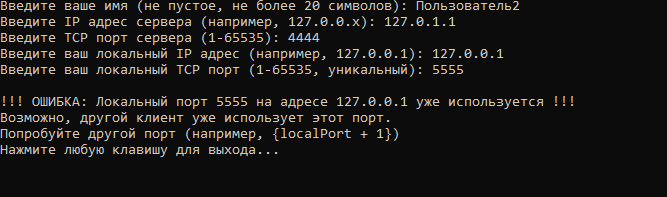 Введите ваше имя (не пустое, не более 20 символов): Пользователь2
Введите IP адрес сервера (например, 127.0.0.x): 127.0.1.1
Введите TCP порт сервера (1-65535): 4444
Введите ваш локальный IP адрес (например, 127.0.0.1): 127.0.0.1
Введите ваш локальный TCP порт (1-65535, уникальный): 5555
!!! ОШИБКА: Локальный порт 5555 на адресе 127.0.0.1 уже используется !!!
Возможно, другой клиент уже использует этот порт.
Попробуйте другой порт (например, {localPort + 1})
Нажмите любую клавишу для выхода...